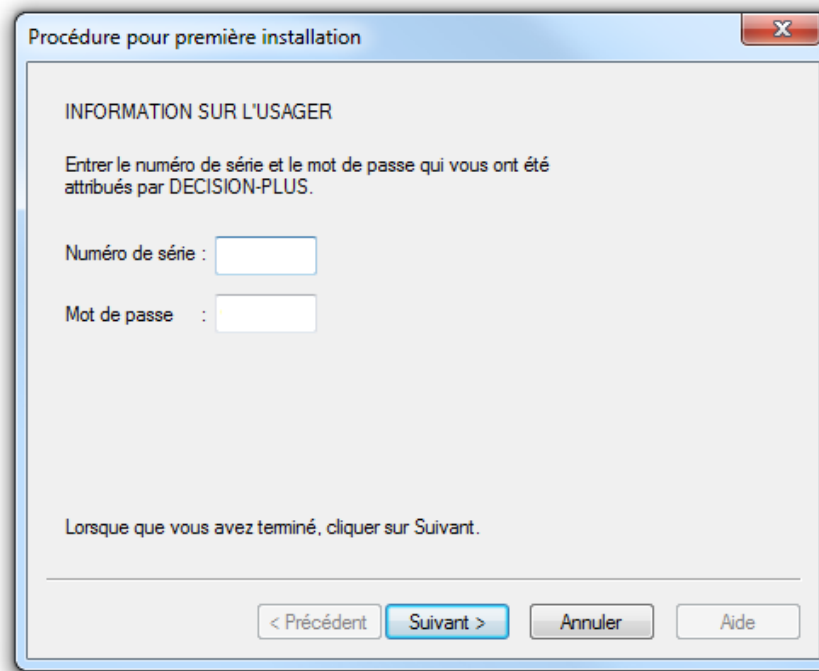 Procédure pour première installation
INFORMATION SUR L'USAGER
Entrer le numéro de série et le mot de passe qui vous ont été
attribués par DECISION-PLUS.
Numéro de série :
Mot de passe :
Lorsque que vous avez terminé, cliquer sur Suivant.
< Précédent Suivant > Annuler Aide